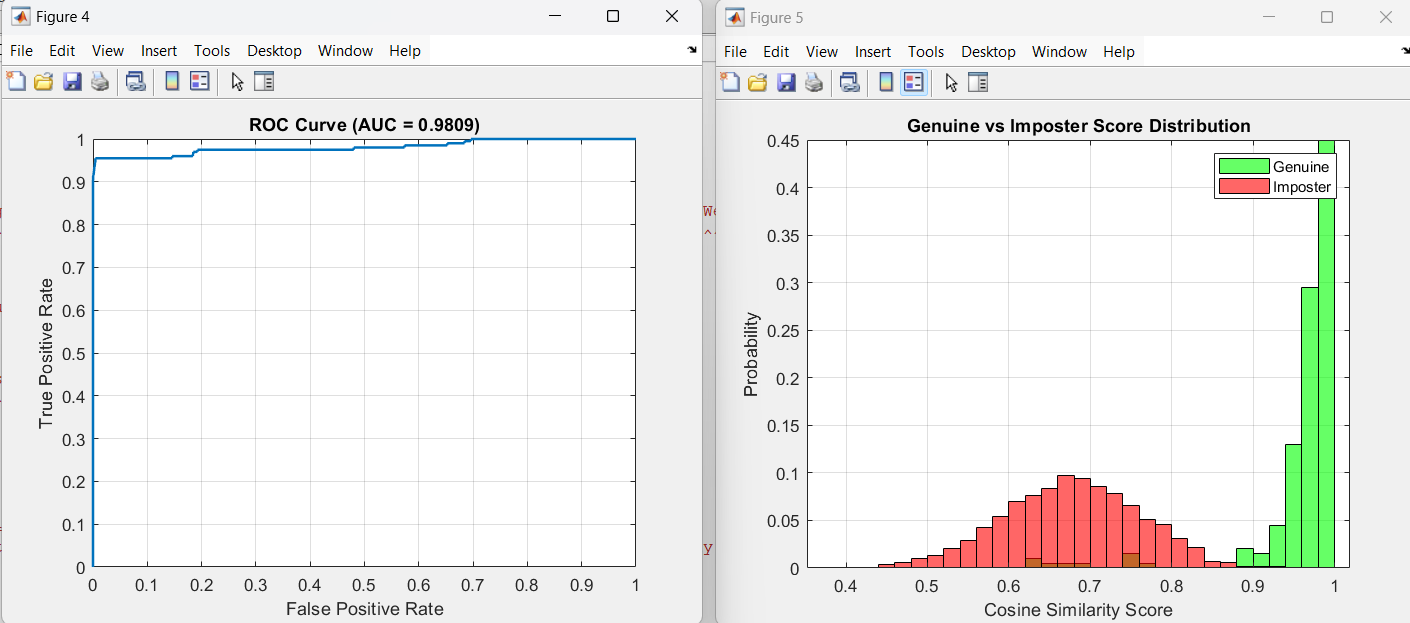 Figure 4
File Edit View Insert Tools Desktop Window Help
ROC Curve (AUC = 0.9809)
True Positive Rate
1
0.9
0.8
0.7
0.6
0.5
0.4
0.3
0.2
0.1
0
0 0.1 0.2 0.3 0.4 0.5 0.6 0.7 0.8 0.9 1
False Positive Rate
We
y
Figure 5
File Edit View Insert Tools Desktop Window Help
Genuine vs Imposter Score Distribution
Genuine
Imposter
Probability
0.45
0.4
0.35
0.3
0.25
0.2
0.15
0.1
0.05
0
0.4 0.5 0.6 0.7 0.8 0.9 1
Cosine Similarity Score